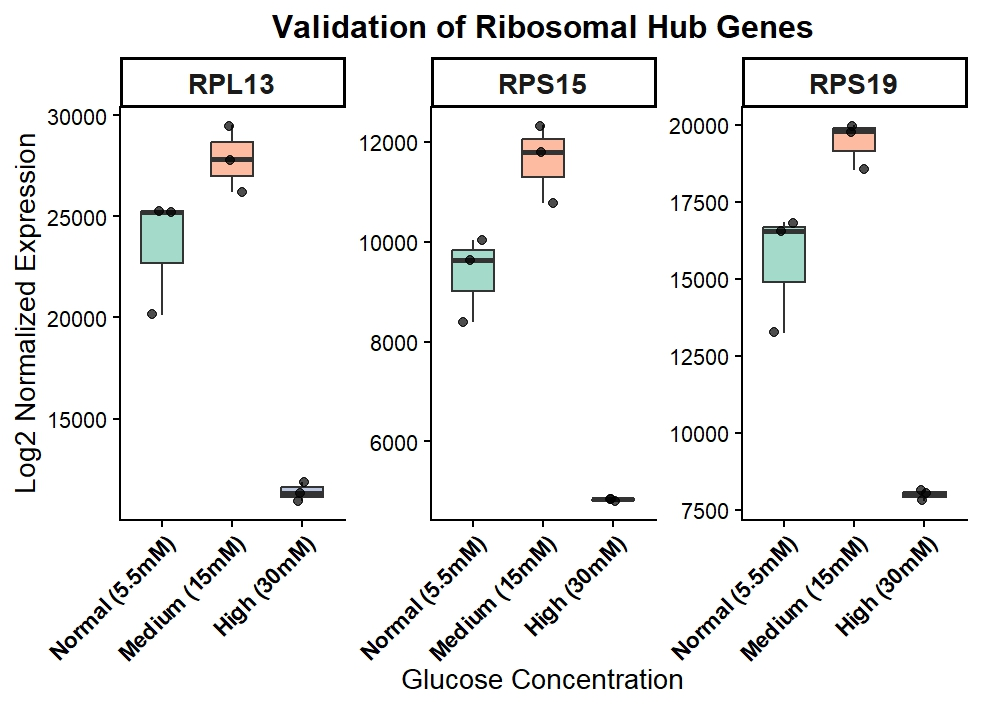 Validation of Ribosomal Hub Genes
RPL13
RPS15
RPS19
Log2 Normalized Expression
30000
25000
20000
15000
12000
10000
8000
6000
20000
17500
15000
12500
10000
7500
Normal (5.5mM)
Medium (15mM)
High (30mM)
Normal (5.5mM)
Medium (15mM)
High (30mM)
Normal (5.5mM)
Medium (15mM)
High (30mM)
Glucose Concentration